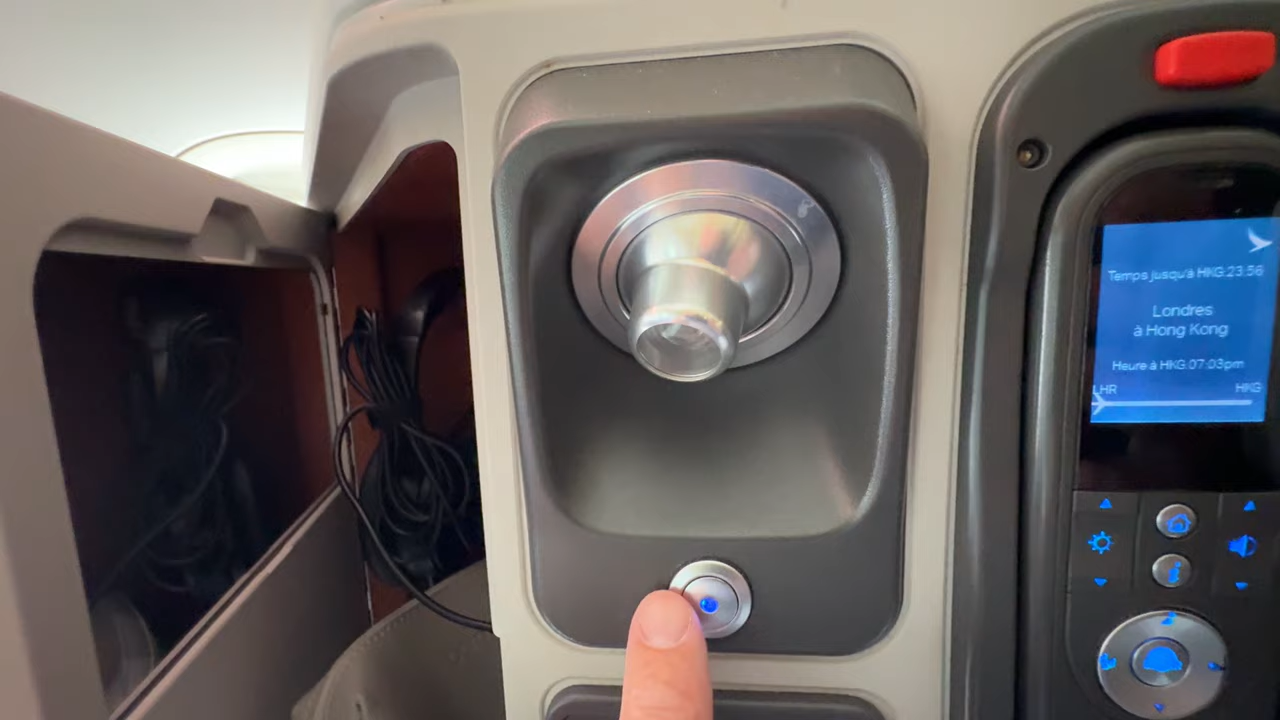 Temps jusqu'à HKG:23:56
Londres
à Hong Kong
Heure à HKG:07:03pm
LHR
HKG